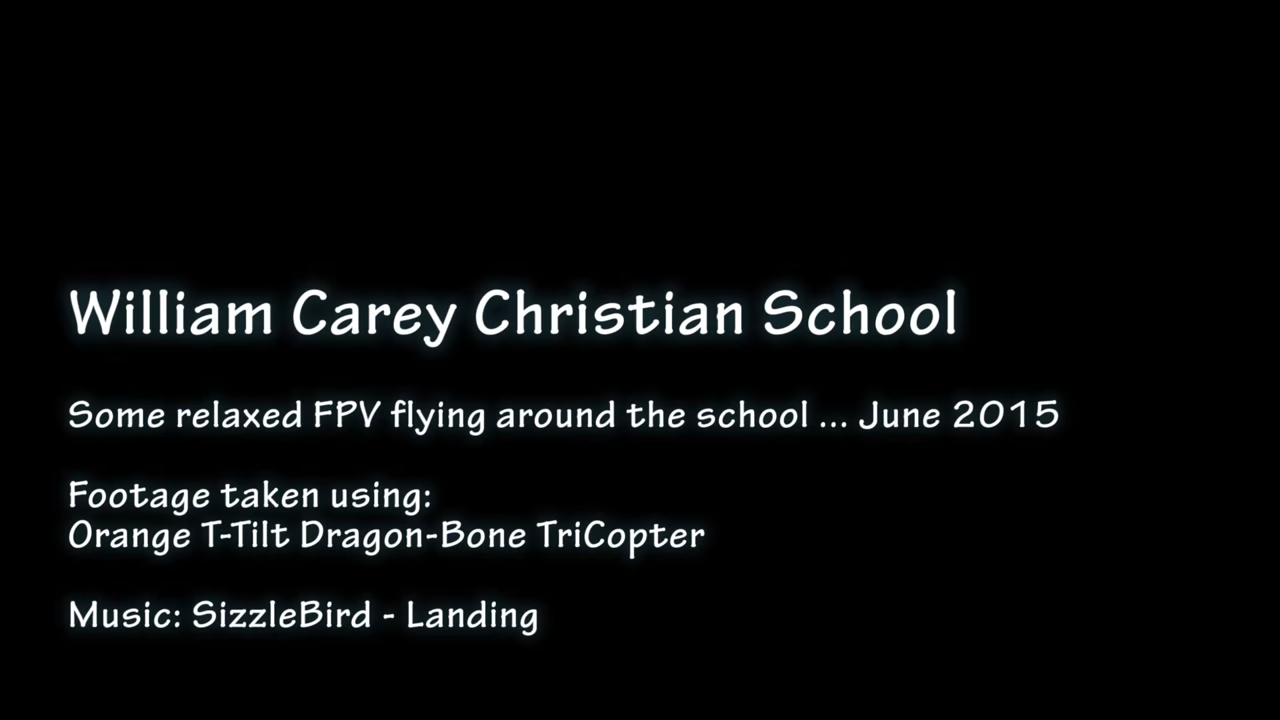 William Carey Christian School
Some relaxed FPV flying around the school ... June 2015
Footage taken using:
Orange T-Tilt Dragon-Bone TriCopter
Music: SizzleBird - Landing